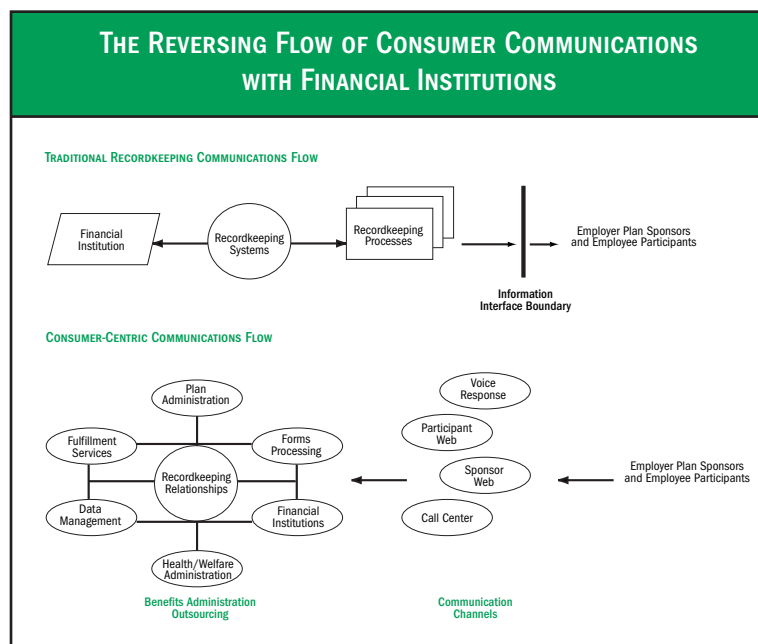 The Reversing Flow of Consumer Communications
with Financial Institutions
Traditional Recordkeeping Communications Flow
Financial
Institution
Recordkeeping
Systems
Recordkeeping
Processes
Employer Plan Sponsors
and Employee Participants
Information
Interface Boundary
Consumer-Centric Communications Flow
Plan
Administration
Fulfillment
Services
Forms
Processing
Recordkeeping
Relationships
Data
Management
Financial
Institutions
Health/Welfare
Administration
Benefits Administration
Outsourcing
Voice
Response
Participant
Web
Sponsor
Web
Call Center
Communication
Channels
Employer Plan Sponsors
and Employee Participants